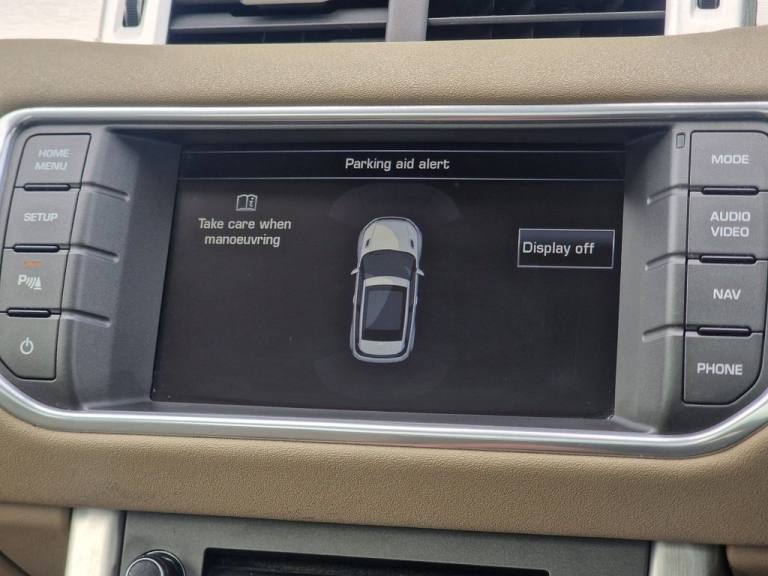 Parking aid alert
Take care when
manoeuvring
Display off
HOME
MENU
SETUP
P
MODE
AUDIO
VIDEO
NAV
PHONE